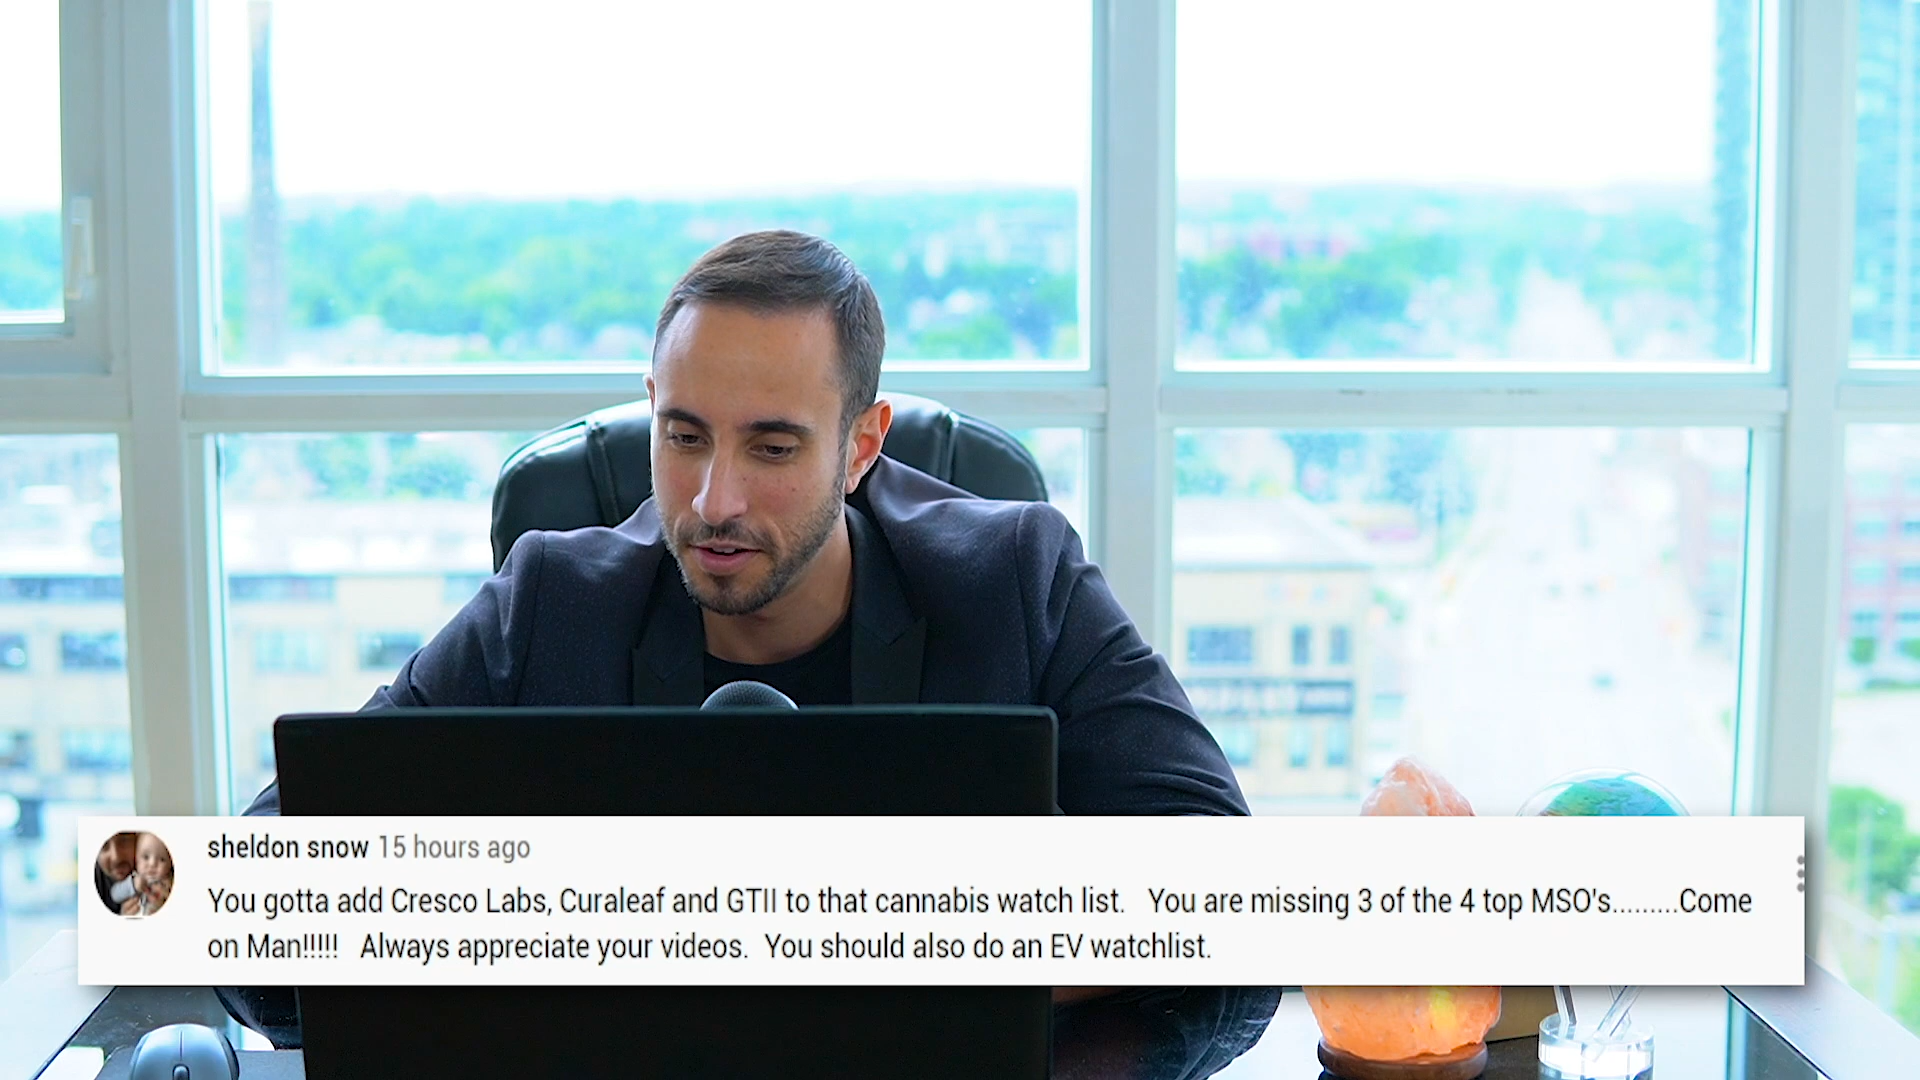 sheldon snow 15 hours ago
You gotta add Cresco Labs, Curaleaf and GTII to that cannabis watch list. You are missing 3 of the 4 top MSO's.........Come
on Man!!!!! Always appreciate your videos. You should also do an EV watchlist.